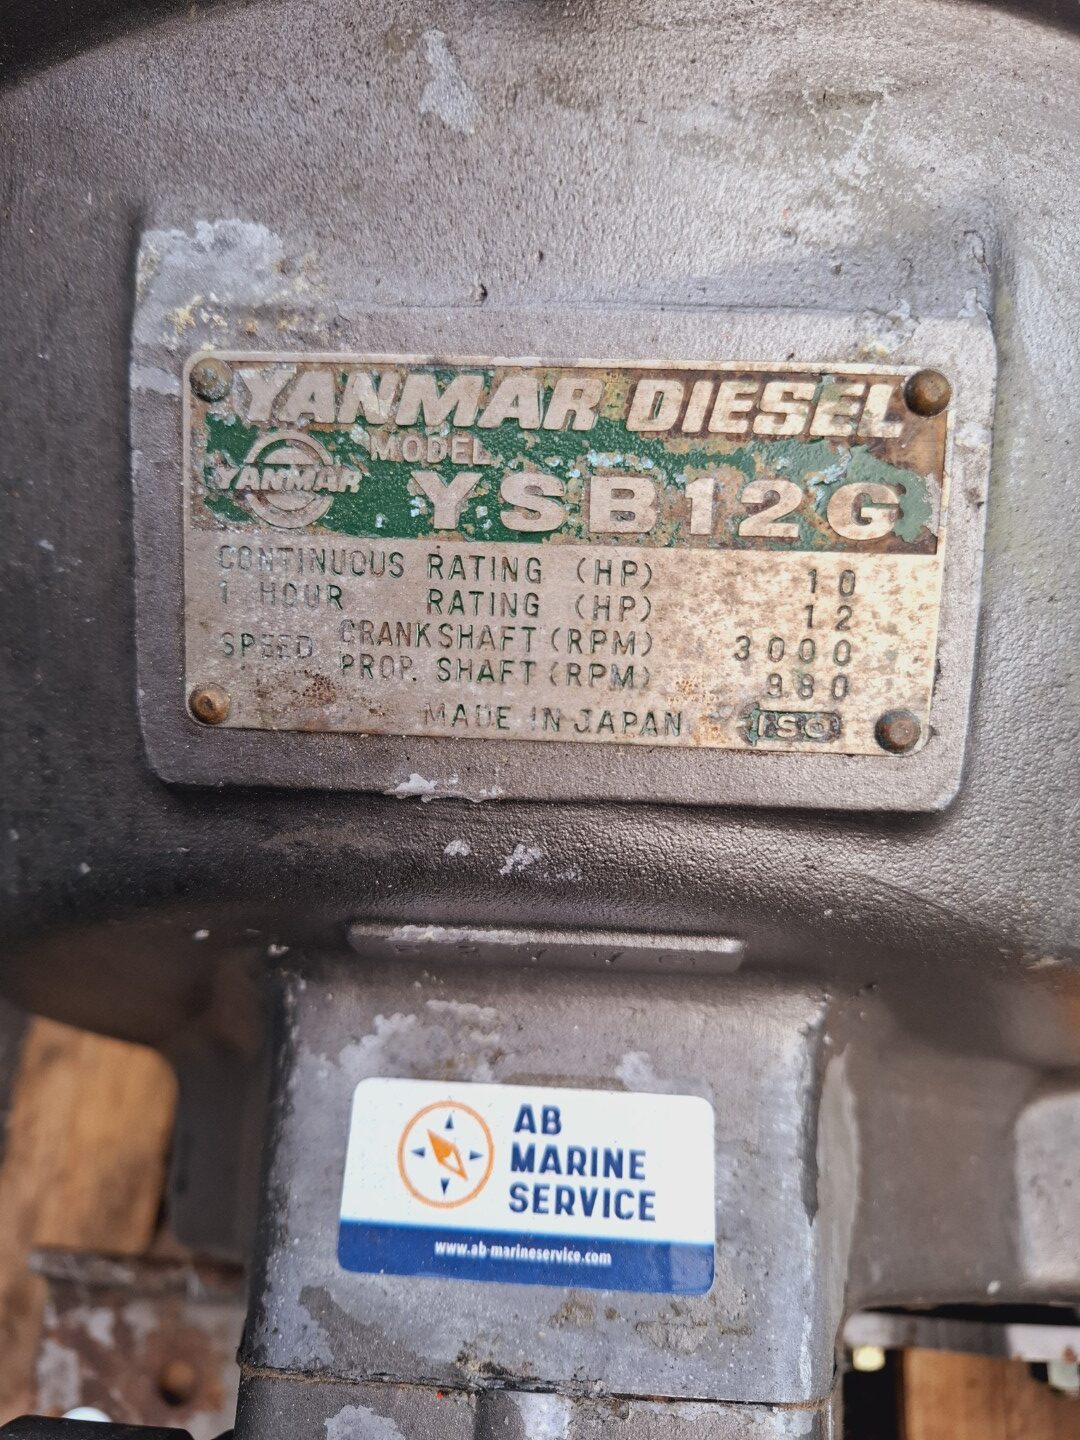 YANMAR DIESEL
MODEL
YANMAR
YSB12G
CONTINUOUS RATING (HP) 10
1 HOUR RATING (HP) 12
SPEED CRANKSHAFT (RPM) 3000
PROP. SHAFT (RPM) 980
MADE IN JAPAN ISO
AB
MARINE
SERVICE
www.ab-marineservice.com